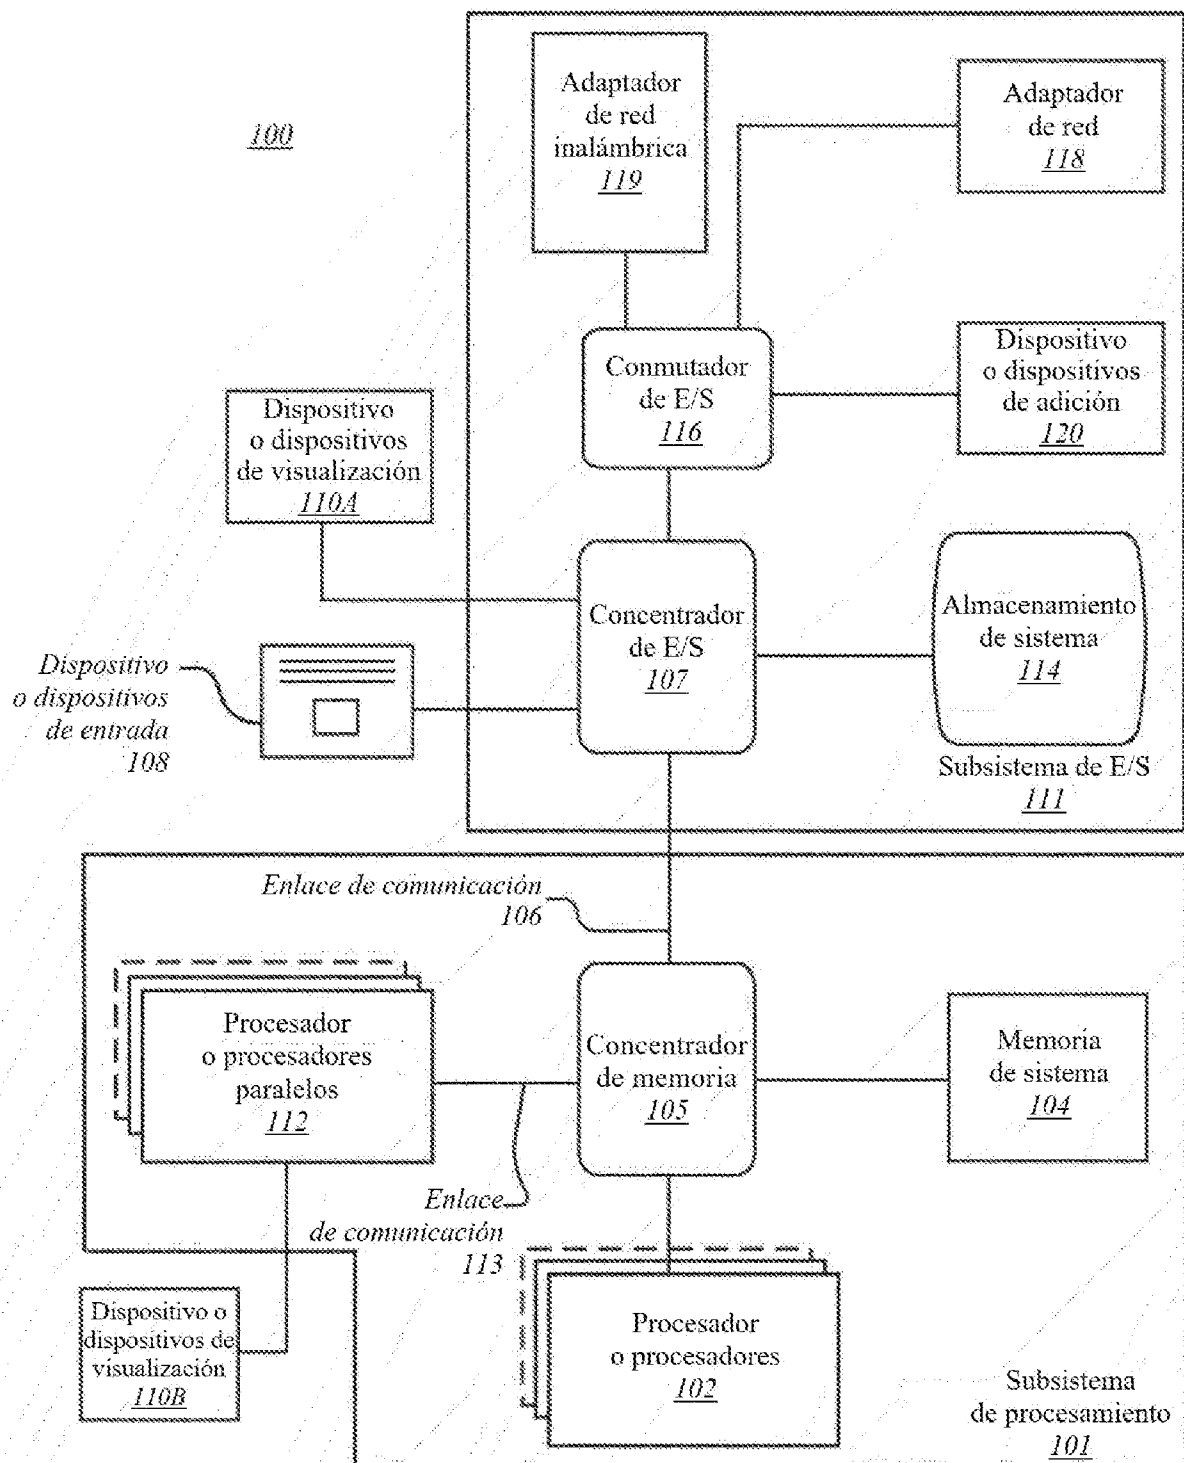 100
Adaptador
de red
inalámbrica
119
Adaptador
de red
118
Conmutador
de E/S
116
Dispositivo
o dispositivos
de adición
120
Dispositivo
o dispositivos
de visualización
110A
Concentrador
de E/S
107
Almacenamiento
de sistema
114
Dispositivo
o dispositivos
de entrada
108
Subsistema de E/S
111
Enlace de comunicación
106
Procesador
o procesadores
paralelos
112
Concentrador
de memoria
105
Memoria
de sistema
104
Enlace
de comunicación
113
Dispositivo o
dispositivos de
visualización
110B
Procesador
o procesadores
102
Subsistema
de procesamiento
101